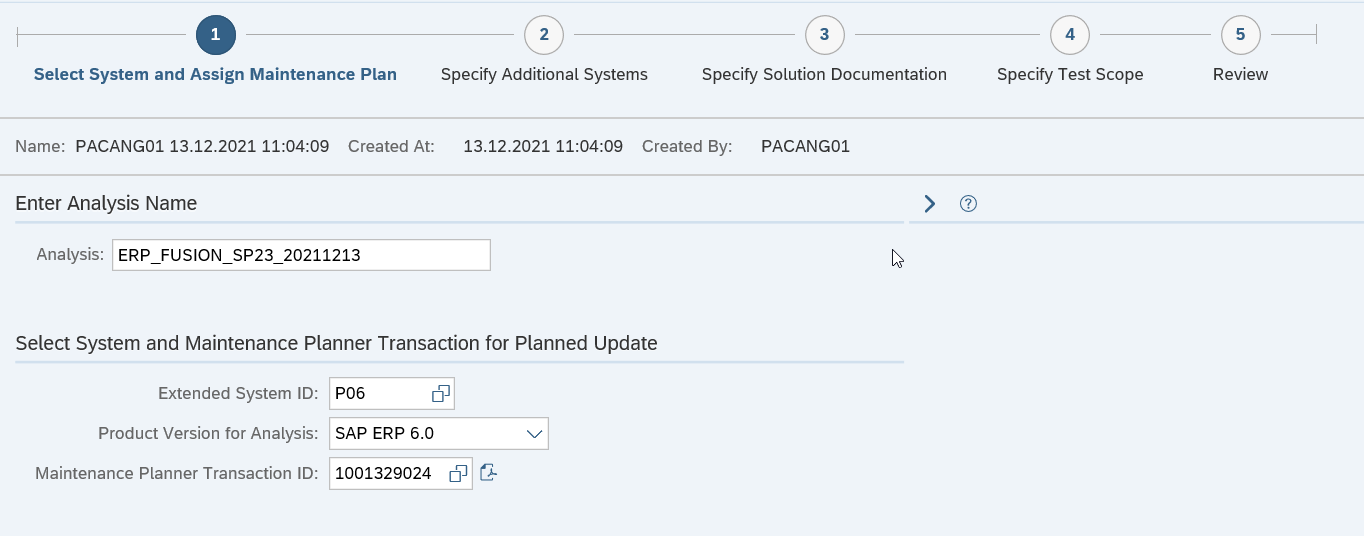 1 2 3 4 5
Select System and Assign Maintenance Plan Specify Additional Systems Specify Solution Documentation Specify Test Scope Review
Name: PACANG01 13.12.2021 11:04:09 Created At: 13.12.2021 11:04:09 Created By: PACANG01
Enter Analysis Name
Analysis: ERP_FUSION_SP23_20211213
Select System and Maintenance Planner Transaction for Planned Update
Extended System ID: P06
Product Version for Analysis: SAP ERP 6.0
Maintenance Planner Transaction ID: 1001329024